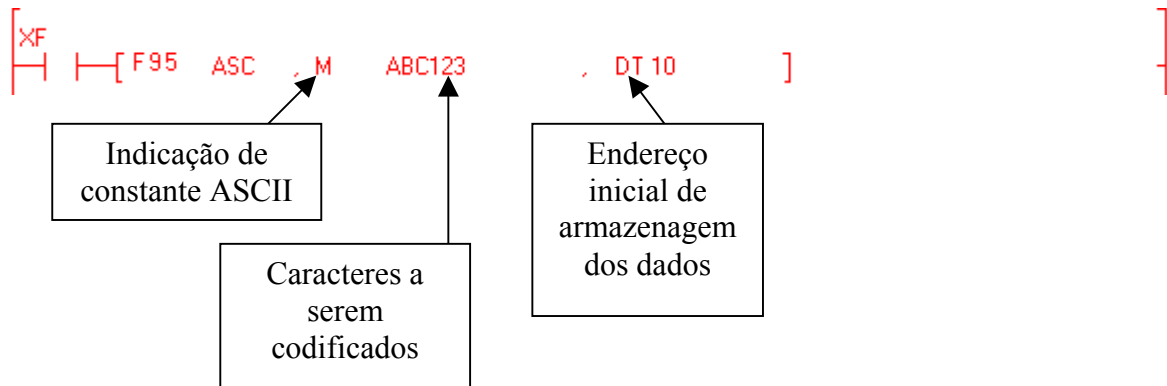 XF
F95 ASC , M ABC123 , DT 10 ]
Indicação de
constante ASCII
Caracteres a
serem
codificados
Endereço
inicial de
armazenagem
dos dados